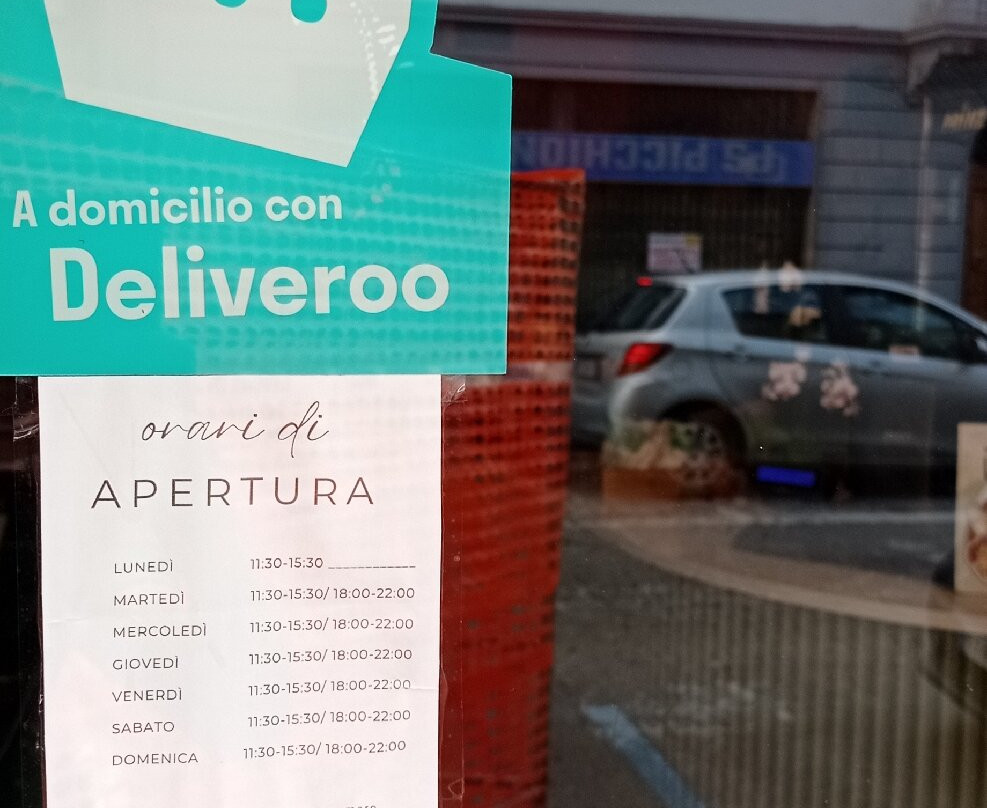 A domicilio con
Deliveroo
orari di
APERTURA
LUNEDÌ 11:30-15:30 ____________
MARTEDÌ 11:30-15:30/ 18:00-22:00
MERCOLEDÌ 11:30-15:30/ 18:00-22:00
GIOVEDÌ 11:30-15:30/ 18:00-22:00
VENERDÌ 11:30-15:30/ 18:00-22:00
SABATO 11:30-15:30/ 18:00-22:00
DOMENICA 11:30-15:30/ 18:00-22:00